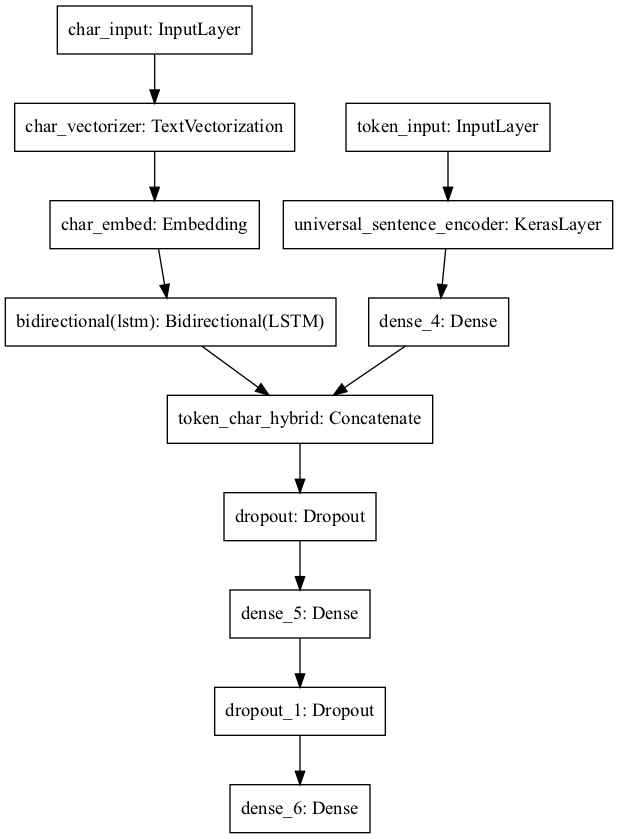 char_input: InputLayer
char_vectorizer: TextVectorization
token_input: InputLayer
char_embed: Embedding
universal_sentence_encoder: KerasLayer
bidirectional(lstm): Bidirectional(LSTM)
dense_4: Dense
token_char_hybrid: Concatenate
dropout: Dropout
dense_5: Dense
dropout_1: Dropout
dense_6: Dense